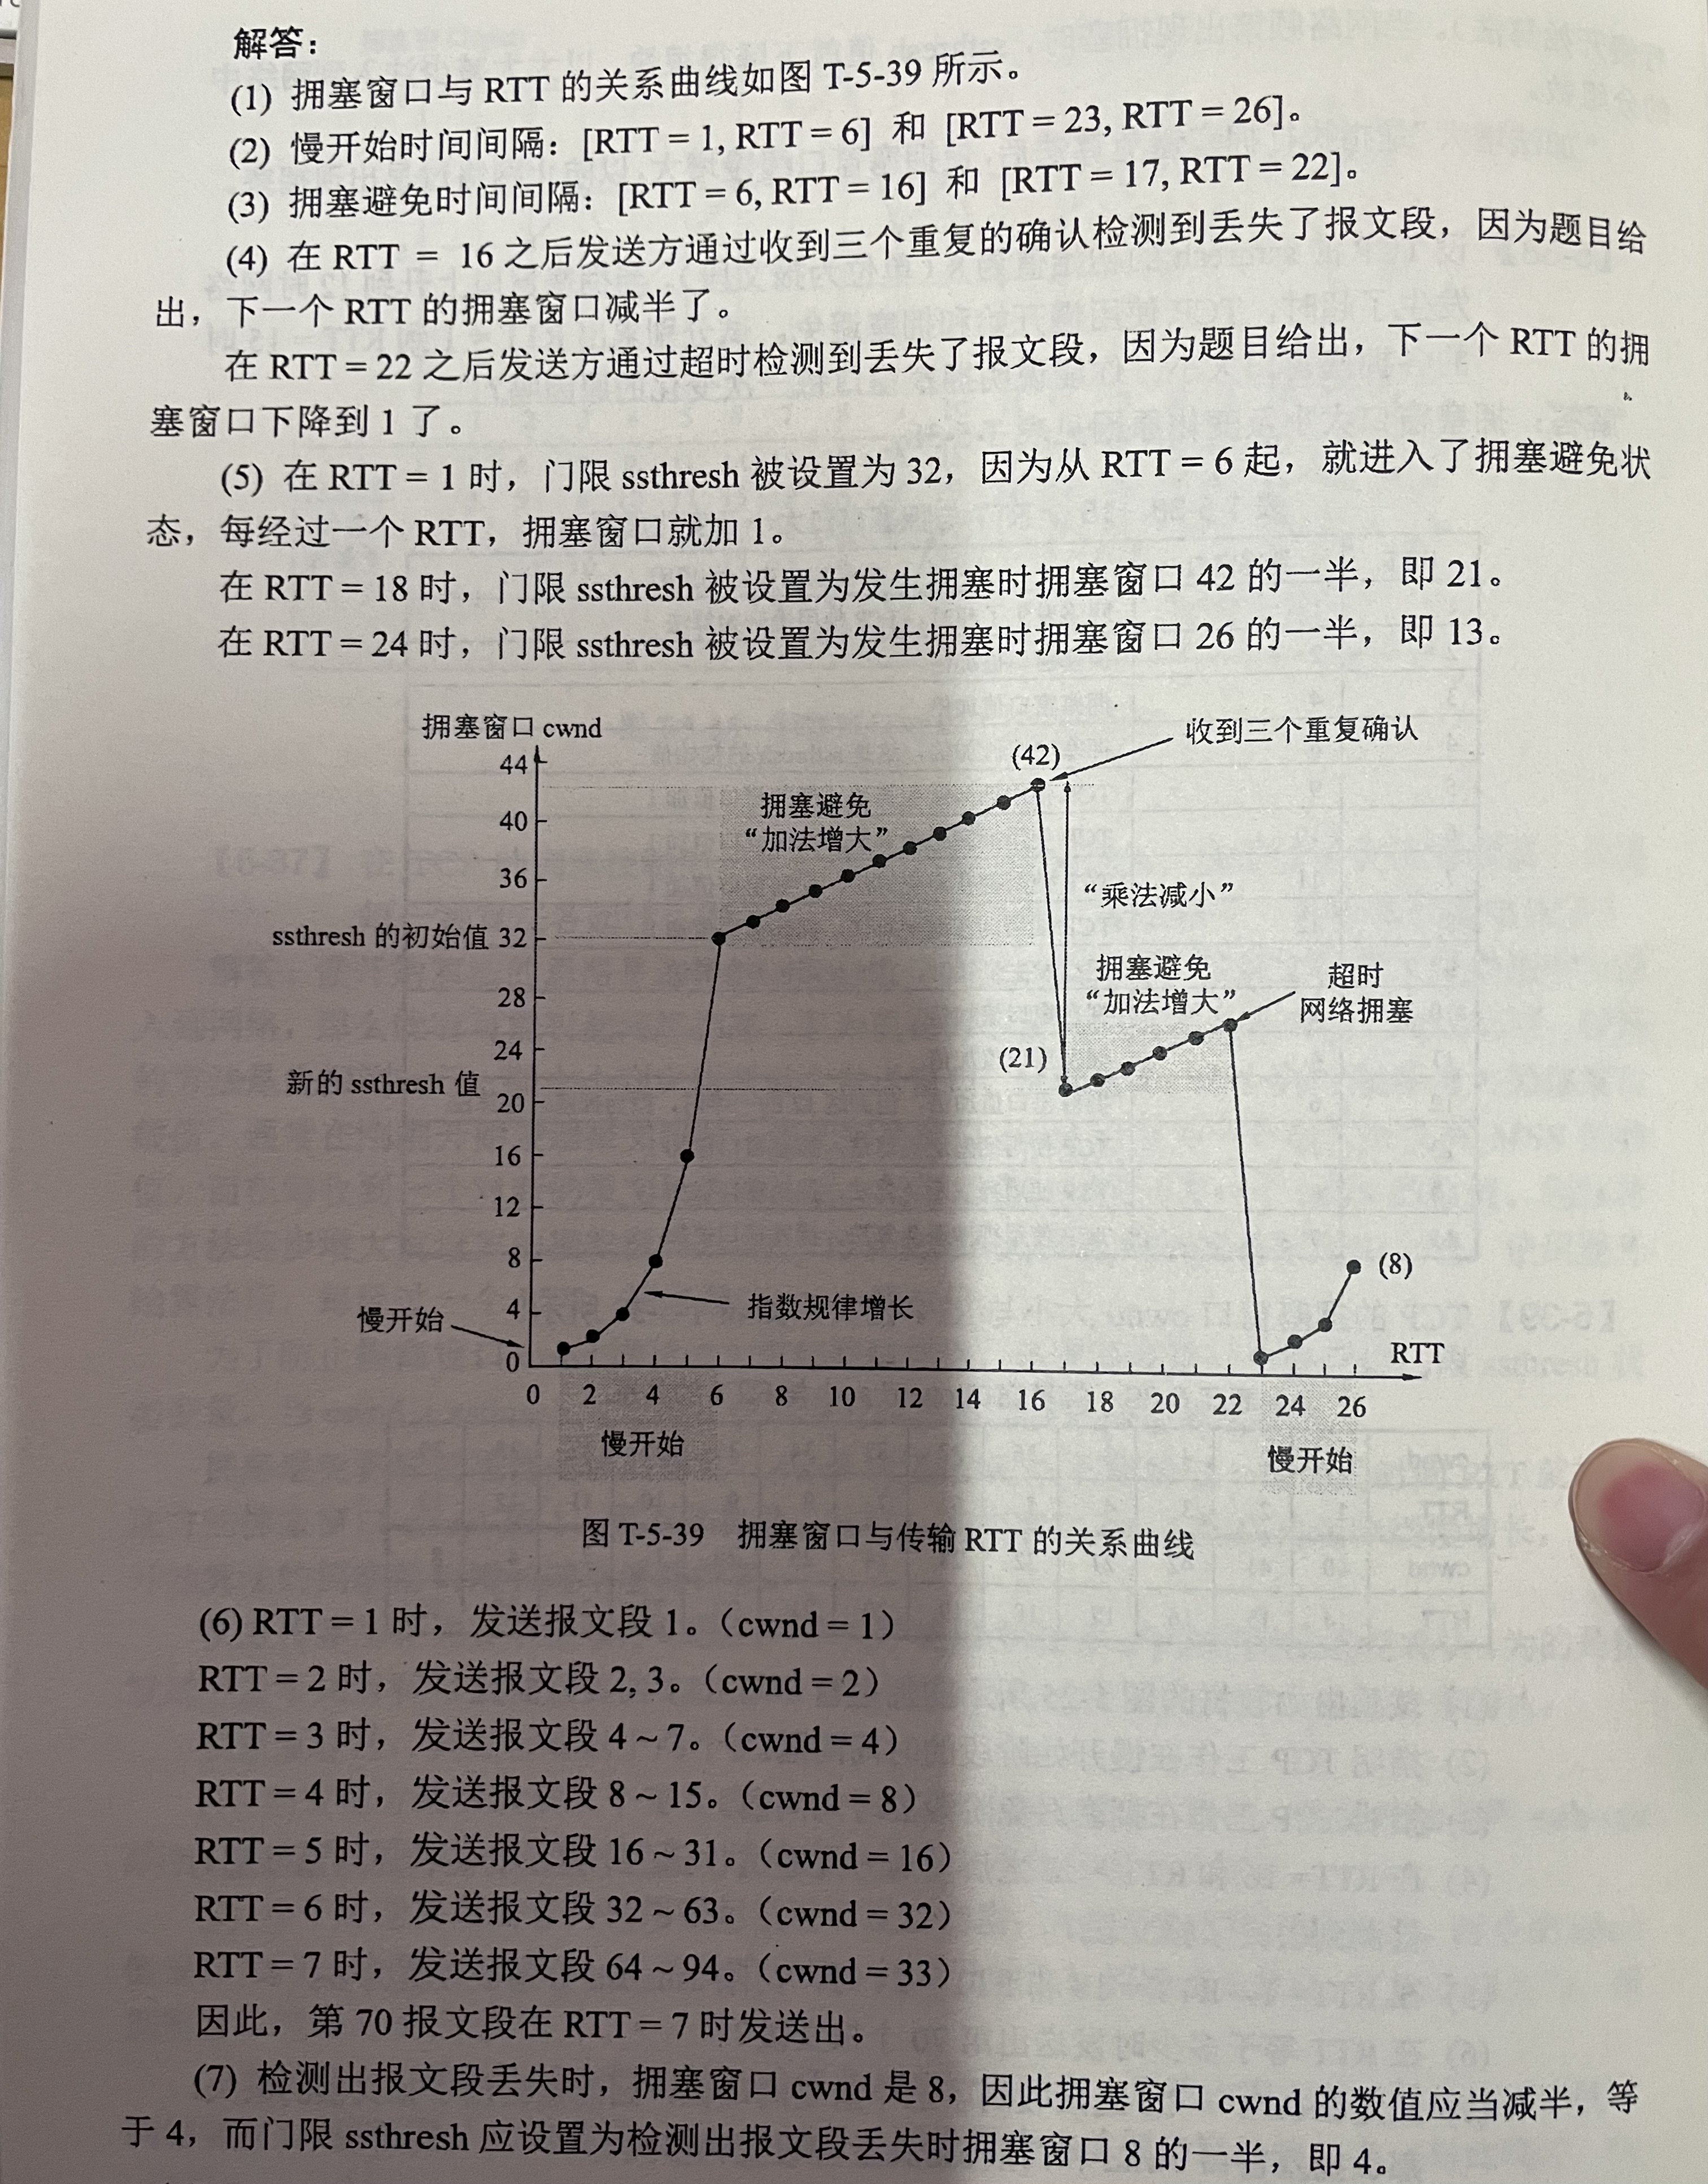 解答：
(1) 拥塞窗口与 RTT 的关系曲线如图 T-5-39 所示。
(2) 慢开始时间间隔：[RTT = 1, RTT = 6] 和 [RTT = 23, RTT = 26]。
(3) 拥塞避免时间间隔：[RTT = 6, RTT = 16] 和 [RTT = 17, RTT = 22]。
(4) 在 RTT = 16 之后发送方通过收到三个重复的确认检测到丢失了报文段，因为题目给
出，下一个 RTT 的拥塞窗口减半了。
在 RTT = 22 之后发送方通过超时检测到丢失了报文段，因为题目给出，下一个 RTT 的拥
塞窗口下降到 1 了。
(5) 在 RTT = 1 时，门限 ssthresh 被设置为 32，因为从 RTT = 6 起，就进入了拥塞避免状
态，每经过一个 RTT，拥塞窗口就加 1。
在 RTT = 18 时，门限 ssthresh 被设置为发生拥塞时拥塞窗口 42 的一半，即 21。
在 RTT = 24 时，门限 ssthresh 被设置为发生拥塞时拥塞窗口 26 的一半，即 13。
拥塞窗口 cwnd
收到三个重复确认
(42)
44
拥塞避免
“加法增大”
40
36
“乘法减小”
ssthresh 的初始值 32
拥塞避免
“加法增大”
超时
网络拥塞
28
24
(21)
新的 ssthresh 值
20
16
12
8
(8)
4
指数规律增长
慢开始
0
RTT
0 2 4 6 8 10 12 14 16 18 20 22 24 26
慢开始
慢开始
图 T-5-39 拥塞窗口与传输 RTT 的关系曲线
(6) RTT = 1 时，发送报文段 1。（cwnd = 1）
RTT = 2 时，发送报文段 2, 3。（cwnd = 2）
RTT = 3 时，发送报文段 4 ~ 7。（cwnd = 4）
RTT = 4 时，发送报文段 8 ~ 15。（cwnd = 8）
RTT = 5 时，发送报文段 16 ~ 31。（cwnd = 16）
RTT = 6 时，发送报文段 32 ~ 63。（cwnd = 32）
RTT = 7 时，发送报文段 64 ~ 94。（cwnd = 33）
因此，第 70 报文段在 RTT = 7 时发送出。
(7) 检测出报文段丢失时，拥塞窗口 cwnd 是 8，因此拥塞窗口 cwnd 的数值应当减半，等
于 4，而门限 ssthresh 应设置为检测出报文段丢失时拥塞窗口 8 的一半，即 4。